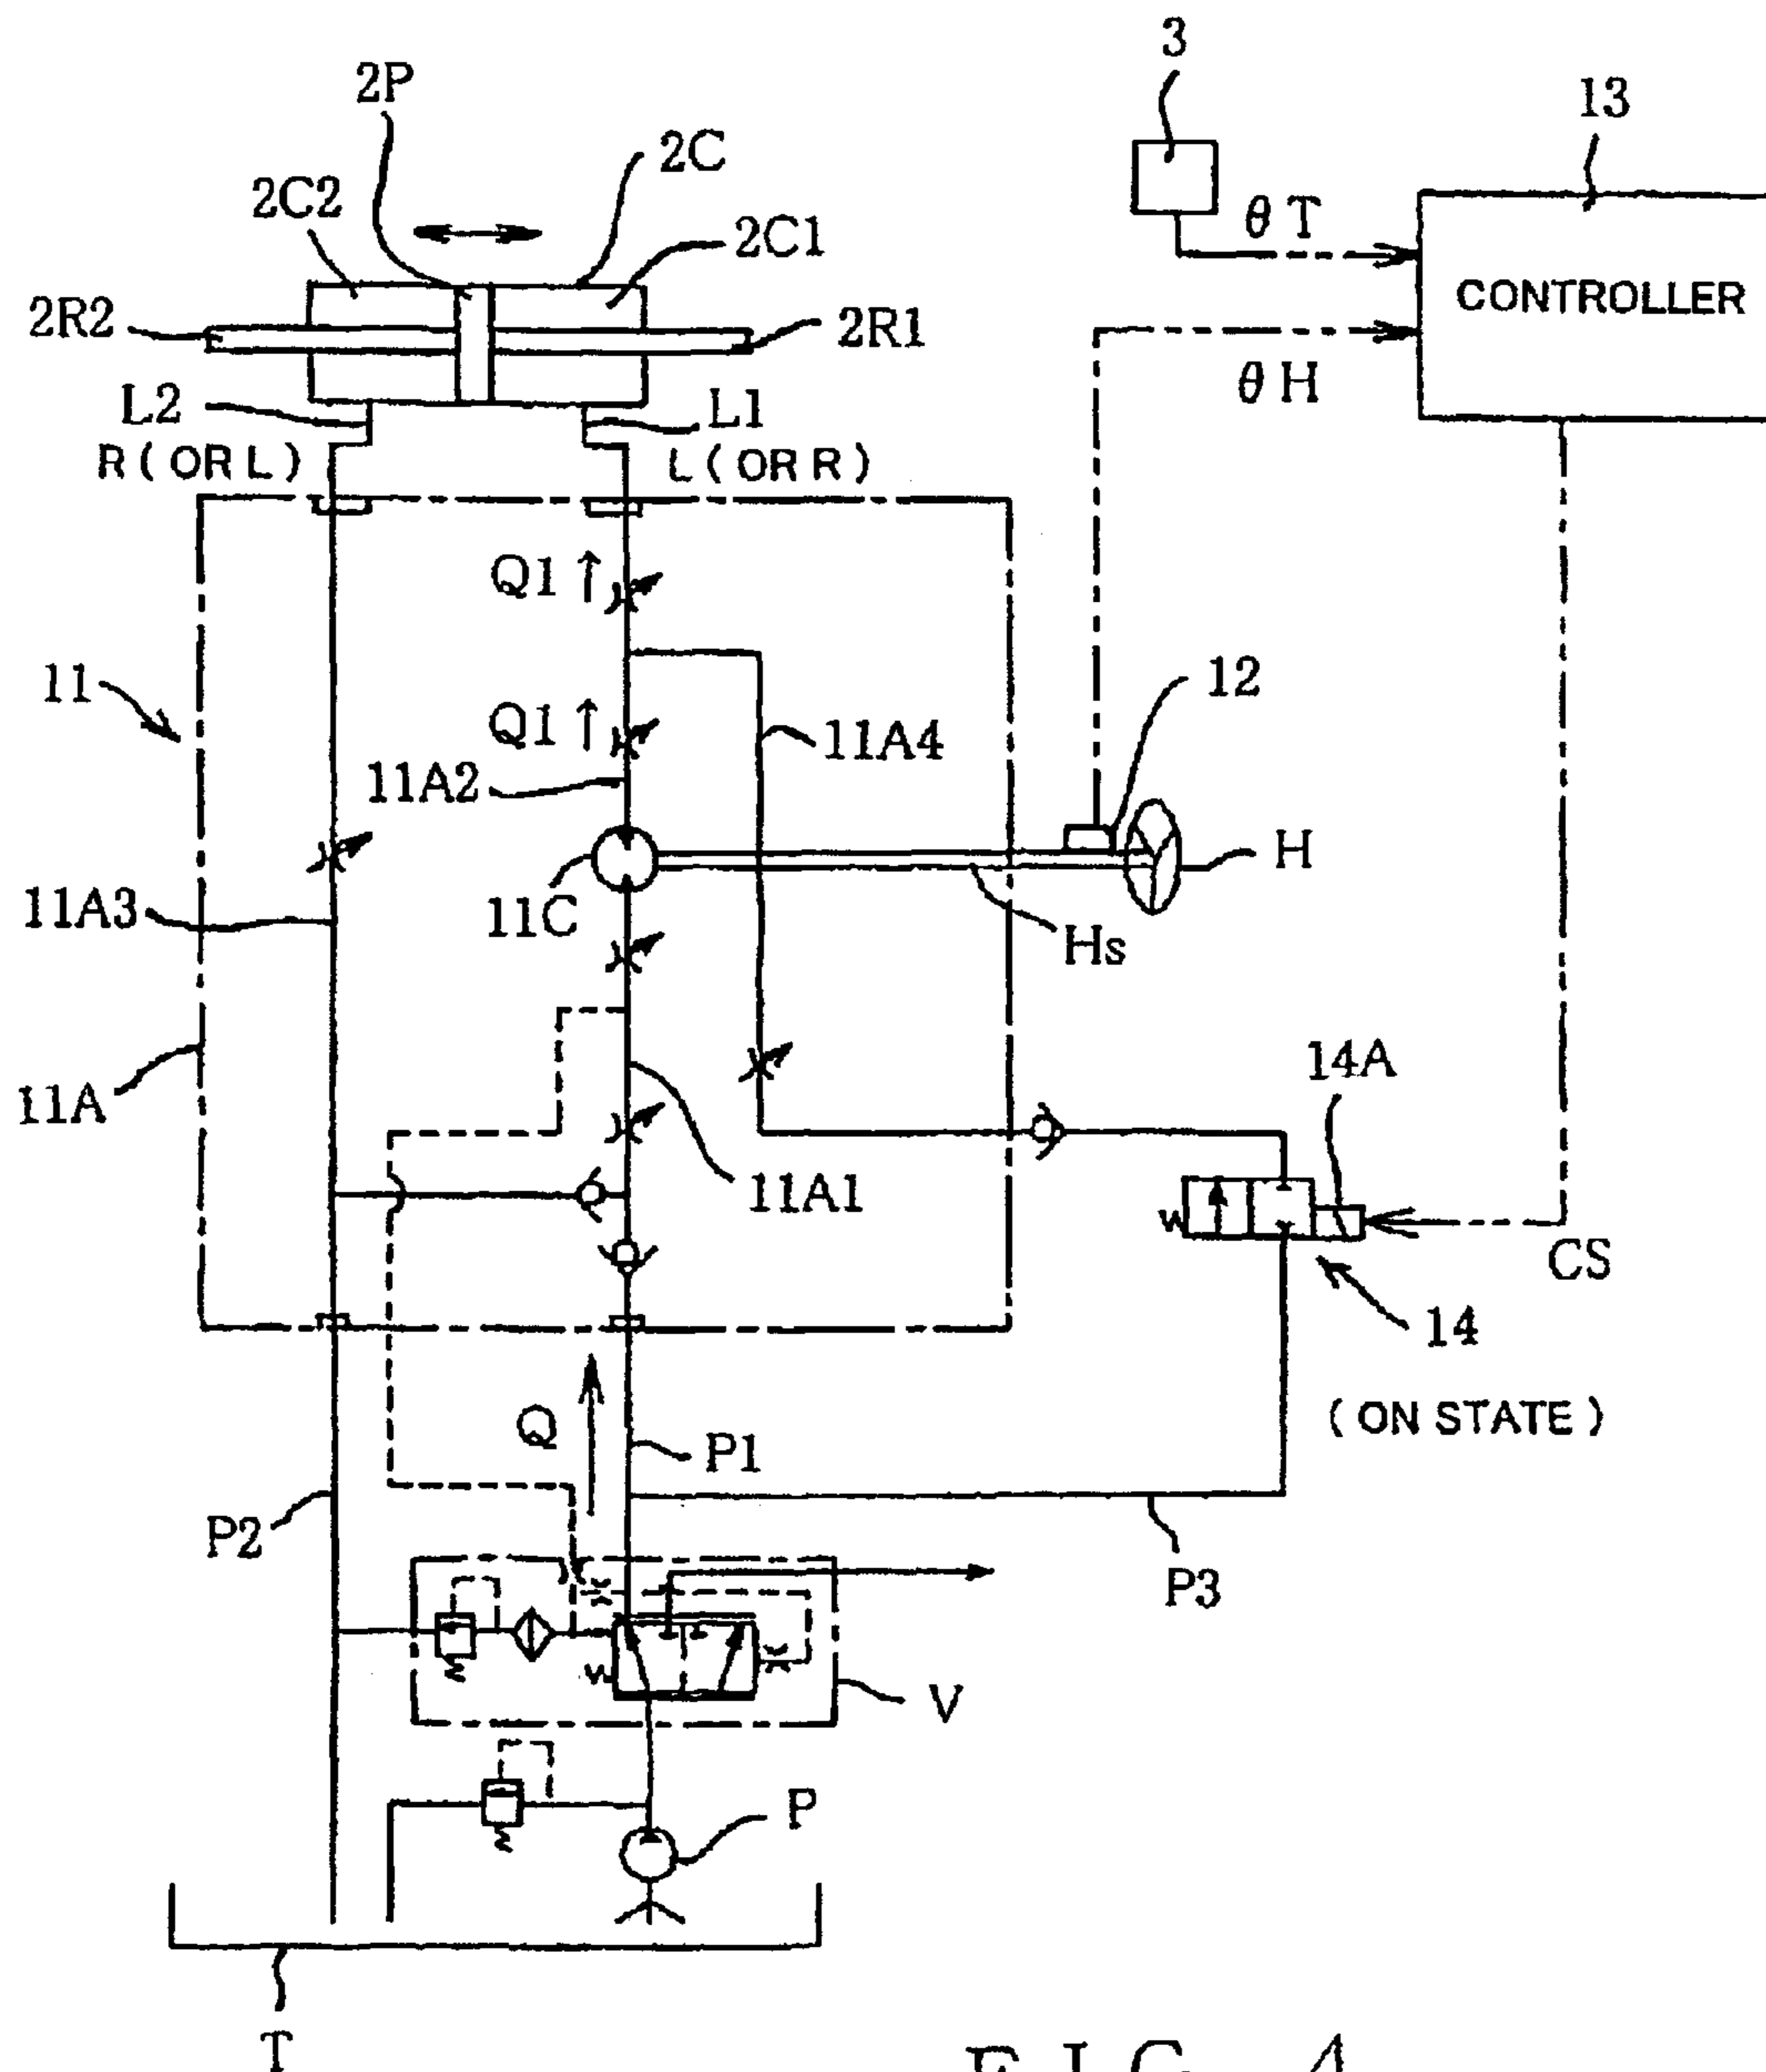 3
13
2P
2C
2C2
2C1
θT
CONTROLLER
2R2
2R1
θH
L2
L1
R (OR L)
L (OR R)
Q1
11
12
Q1
11A4
11A2
H
11C
11A3
Hs
14A
11A
11A1
CS
14
(ON STATE)
Q
P1
P2
P3
V
P
T
FIG. 4